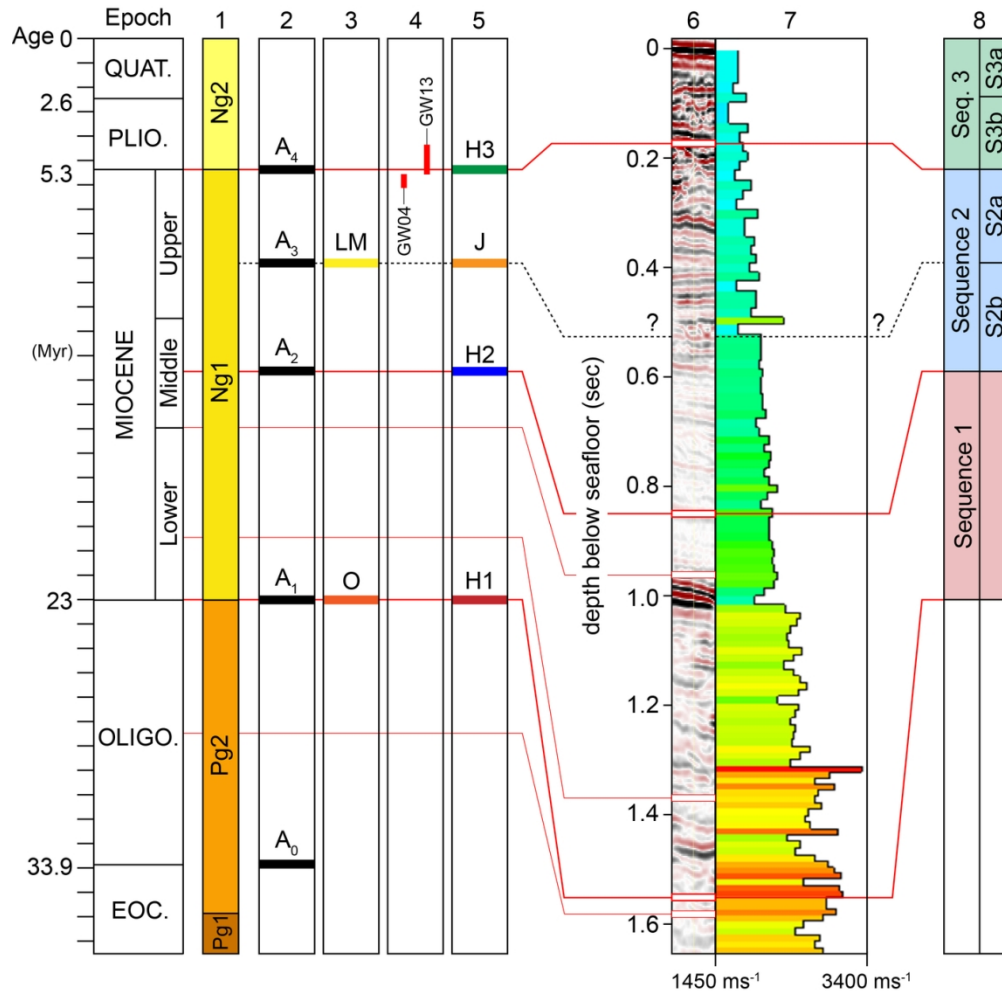 Epoch 1 2 3 4 5 6 7 8
Age 0
QUAT.
2.6
PLIO.
5.3
(Myr)
MIOCENE
Upper
Middle
Lower
23
OLIGO.
33.9
EOC.
Ng2
Ng1
Pg2
Pg1
A4
A3
A2
A1
A0
LM
O
GW13
GW04
H3
J
H2
H1
depth below seafloor (sec)
0
0.2
0.4
0.6
0.8
1.0
1.2
1.4
1.6
?
?
1450 ms-1
3400 ms-1
Seq. 3
S3a
S3b
Sequence 2
S2a
S2b
Sequence 1